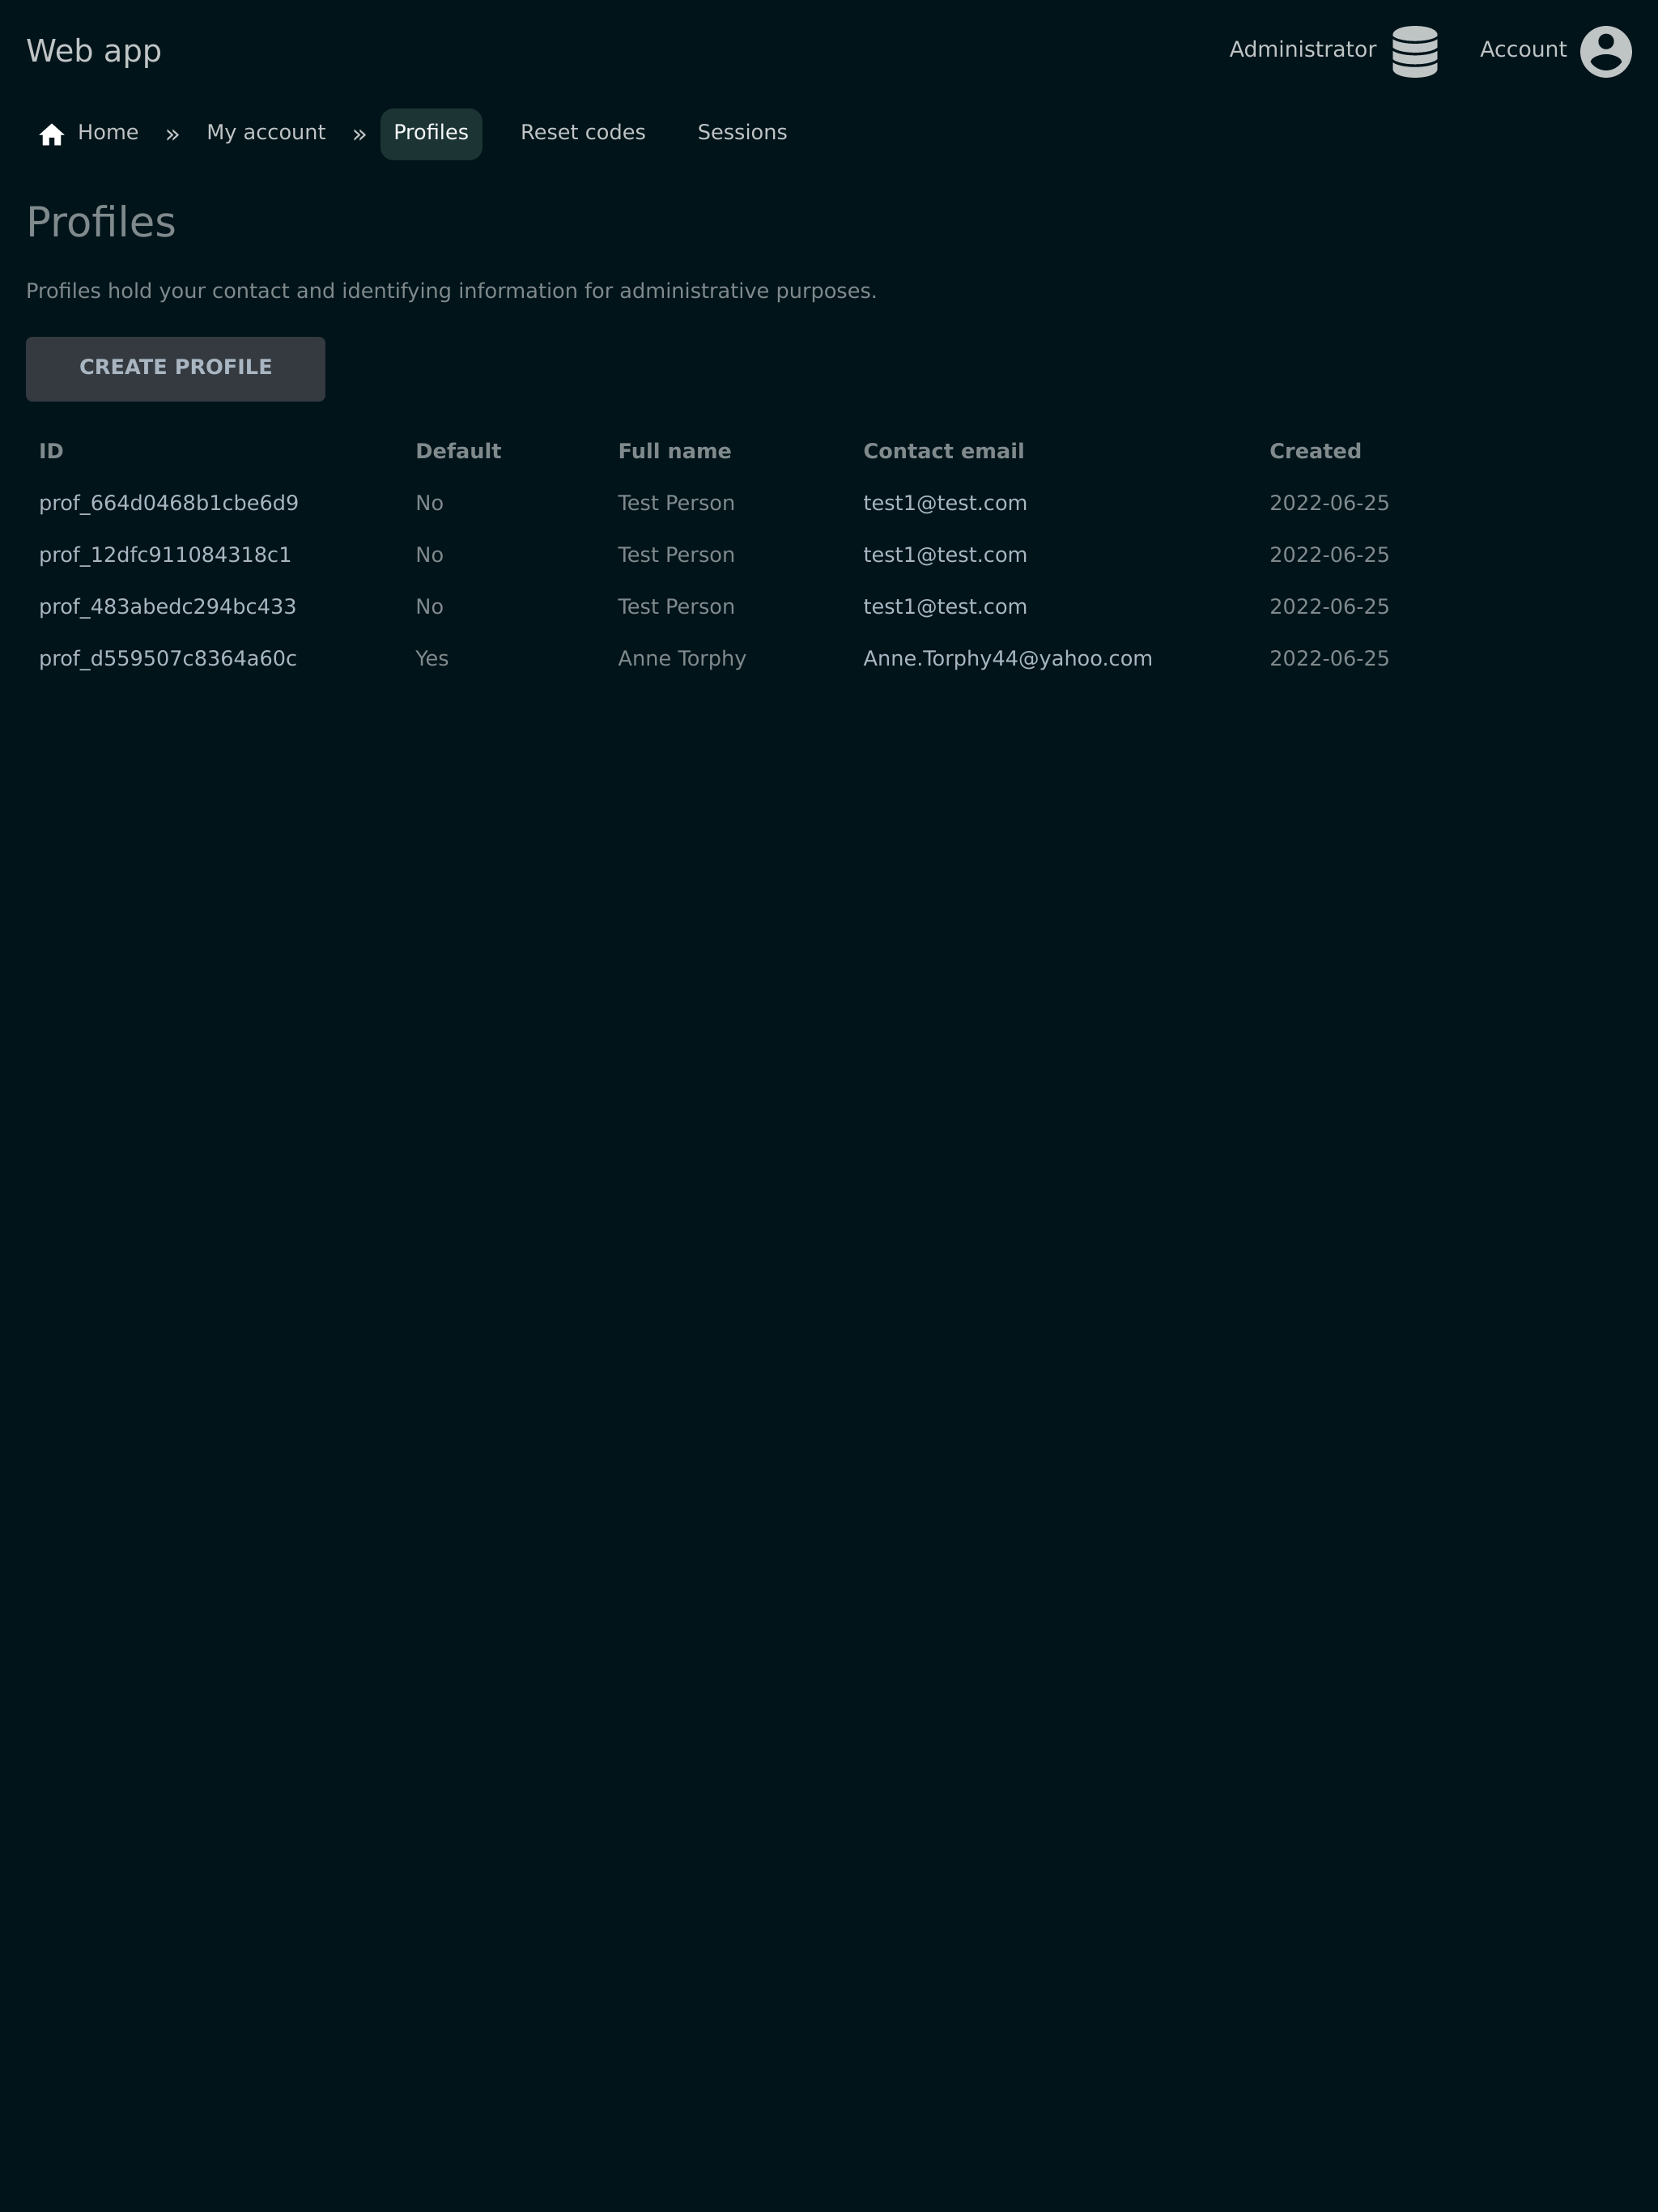 Web app Administrator Account
Home » My account » Profiles Reset codes Sessions
Profiles
Profiles hold your contact and identifying information for administrative purposes.
CREATE PROFILE
ID Default Full name Contact email Created
prof_664d0468b1cbe6d9 No Test Person test1@test.com 2022-06-25
prof_12dfc911084318c1 No Test Person test1@test.com 2022-06-25
prof_483abedc294bc433 No Test Person test1@test.com 2022-06-25
prof_d559507c8364a60c Yes Anne Torphy Anne.Torphy44@yahoo.com 2022-06-25